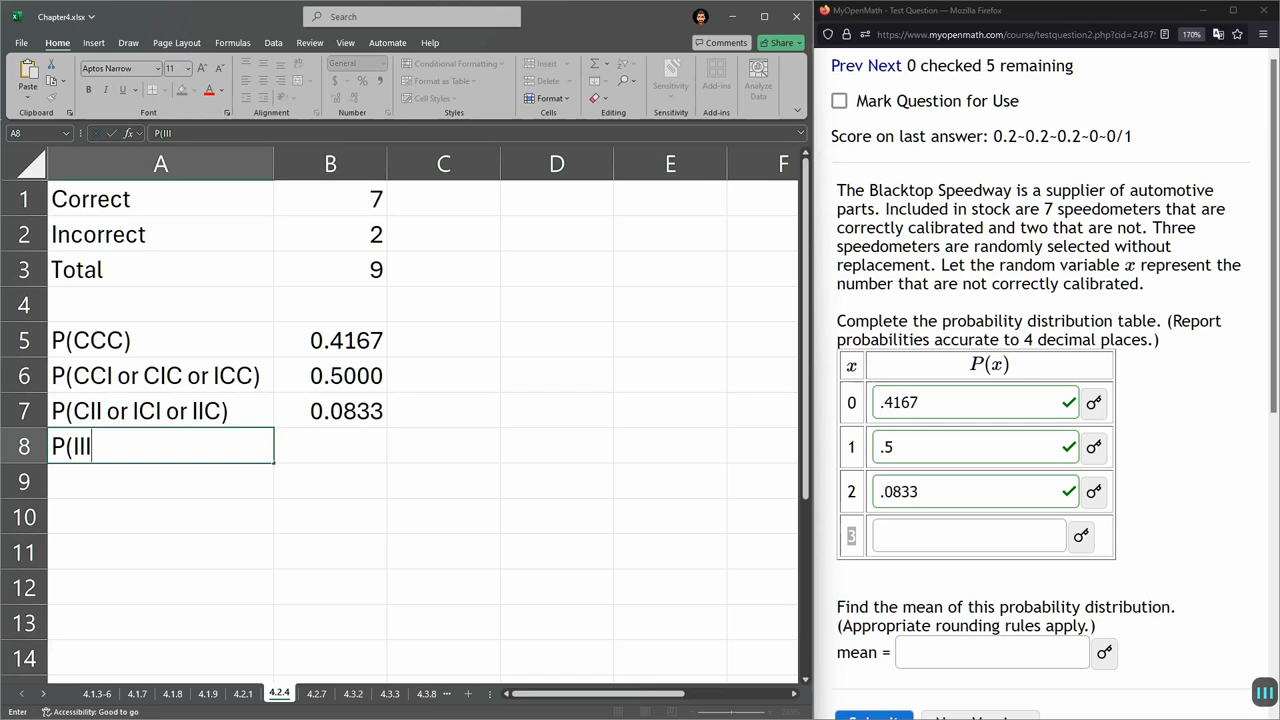 Chapter4.xlsx
Search
File Home Insert Draw Page Layout Formulas Data Review View Automate Help Comments Share
Paste
Aptos Narrow 11
B I U
General
Conditional Formatting
Format as Table
Cell Styles
Insert
Delete
Format
Sensitivity
Add-ins
Analyze Data
Clipboard Font Alignment Number Styles Cells Editing Sensitivity Add-ins
A8 fx P(III
A B C D E F
1 Correct 7
2 Incorrect 2
3 Total 9
4
5 P(CCC) 0.4167
6 P(CCI or CIC or ICC) 0.5000
7 P(CII or ICI or IIC) 0.0833
8 P(III
9
10
11
12
13
14
4.1.3-6 4.1.7 4.1.8 4.1.9 4.2.1 4.2.4 4.2.7 4.3.2 4.3.3 4.3.8 ...
Enter Accessibility: Good to go
MyOpenMath - Test Question — Mozilla Firefox
https://www.myopenmath.com/course/testquestion2.php?cid=2487 170%
Prev Next 0 checked 5 remaining
Mark Question for Use
Score on last answer: 0.2~0.2~0.2~0~0/1
The Blacktop Speedway is a supplier of automotive
parts. Included in stock are 7 speedometers that are
correctly calibrated and two that are not. Three
speedometers are randomly selected without
replacement. Let the random variable x represent the
number that are not correctly calibrated.
Complete the probability distribution table. (Report
probabilities accurate to 4 decimal places.)
x P(x)
0 .4167
1 .5
2 .0833
3
Find the mean of this probability distribution.
(Appropriate rounding rules apply.)
mean =